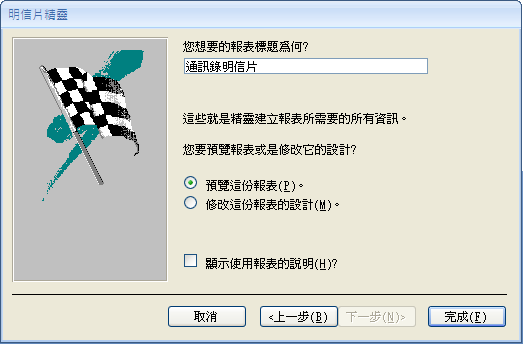 明信片精靈
您想要的報表標題為何?
通訊錄明信片
這些就是精靈建立報表所需要的所有資訊。
您要預覽報表或是修改它的設計?
預覽這份報表(P)。
修改這份報表的設計(M)。
顯示使用報表的說明(H)?
取消
<上一步(B)
下一步(N)>
完成(F)